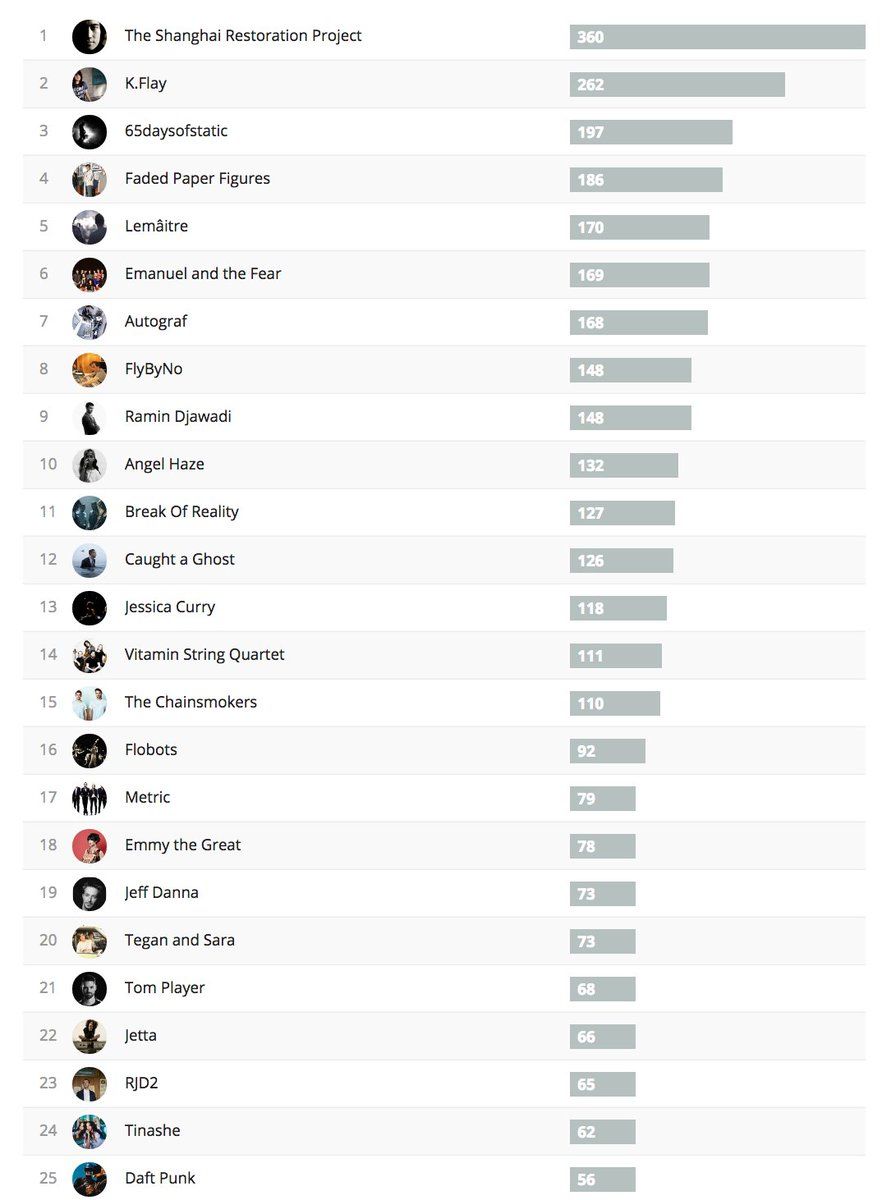 1 The Shanghai Restoration Project 360
2 K.Flay 262
3 65daysofstatic 197
4 Faded Paper Figures 186
5 Lemâitre 170
6 Emanuel and the Fear 169
7 Autograf 168
8 FlyByNo 148
9 Ramin Djawadi 148
10 Angel Haze 132
11 Break Of Reality 127
12 Caught a Ghost 126
13 Jessica Curry 118
14 Vitamin String Quartet 111
15 The Chainsmokers 110
16 Flobots 92
17 Metric 79
18 Emmy the Great 78
19 Jeff Danna 73
20 Tegan and Sara 73
21 Tom Player 68
22 Jetta 66
23 RJD2 65
24 Tinashe 62
25 Daft Punk 56